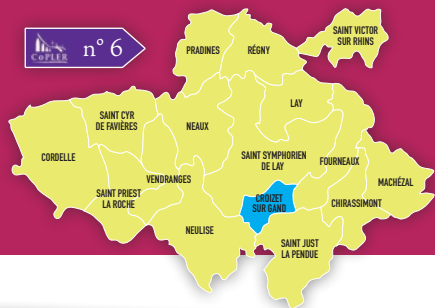 CoPLER
n° 6
SAINT VICTOR
SUR RHINS
PRADINES
RÉGNY
LAY
SAINT CYR
DE FAVIÈRES
NEAUX
CORDELLE
SAINT SYMPHORIEN
DE LAY
FOURNEAUX
VENDRANGES
MACHÉZAL
SAINT PRIEST
LA ROCHE
CROIZET
SUR GAND
CHIRASSIMONT
NEULISE
SAINT JUST
LA PENDUE